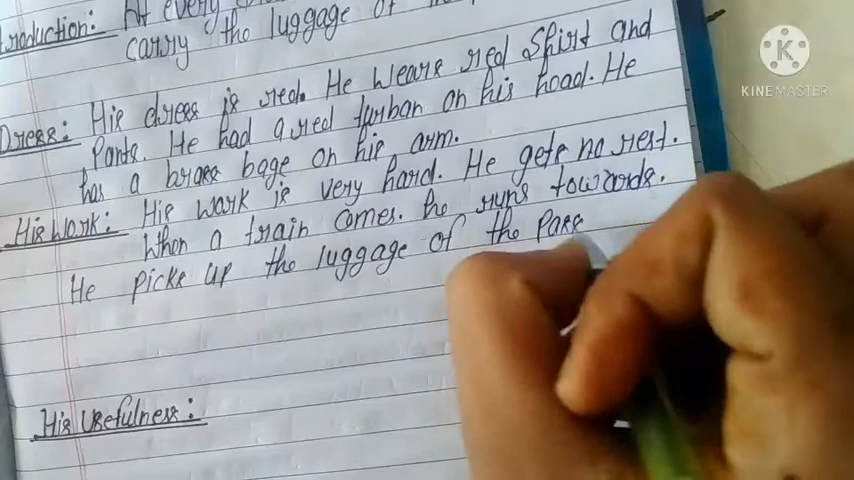 troduction: At every
carry the luggage of
Dress: His dress is red. He wears red Shirt and
Pants. He had a red turban on his head. He
has a brass bage on his arm.
His work: His work is very hard. He gets no rest.
When a train comes. he runs towards.
He picks up the luggage of the Pass
His Usefulness:
KINEMASTER